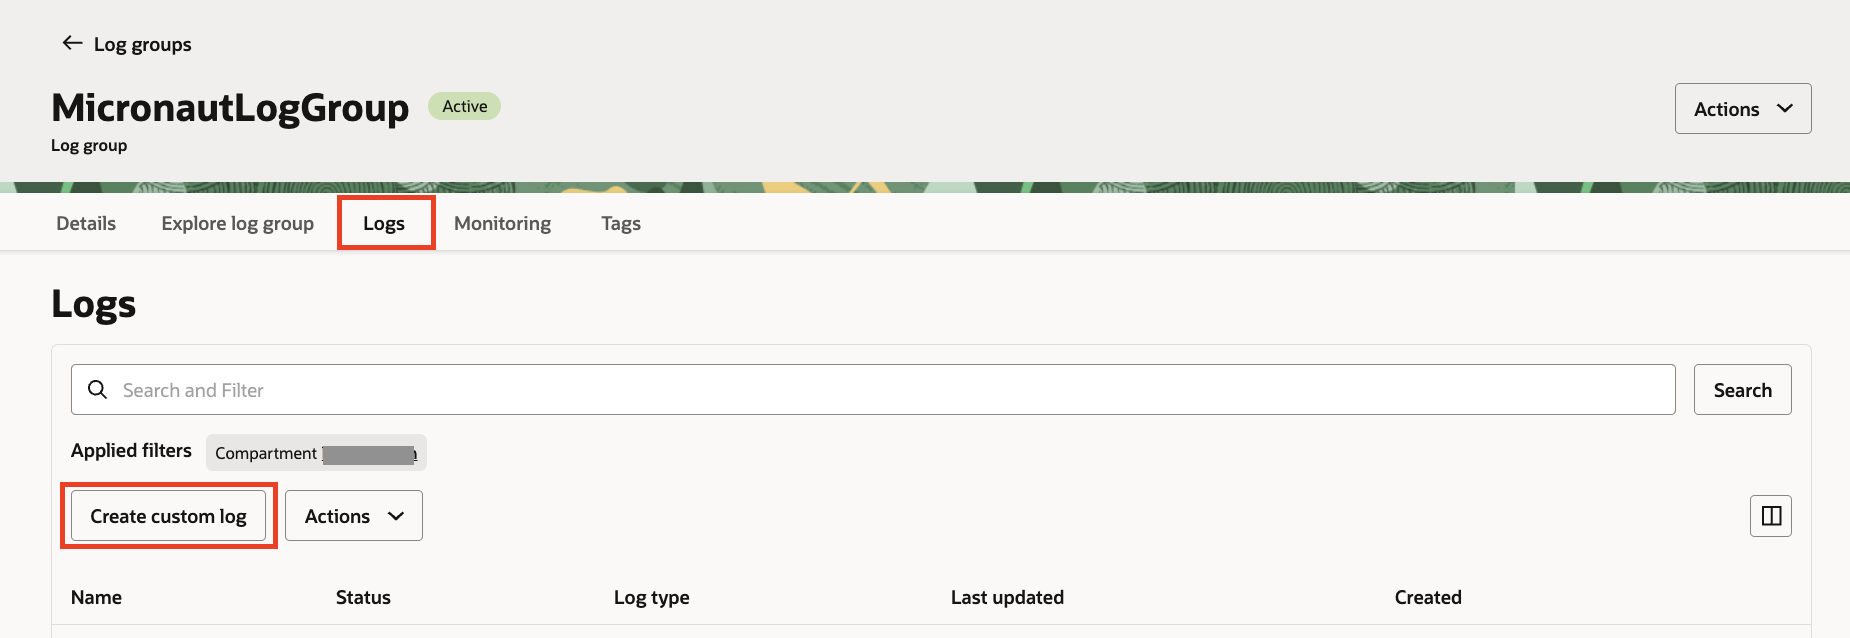 Log groups
MicronautLogGroup Active
Log group
Actions
Details Explore log group Logs Monitoring Tags
Logs
Search and Filter Search
Applied filters Compartment
Create custom log Actions
Name Status Log type Last updated Created